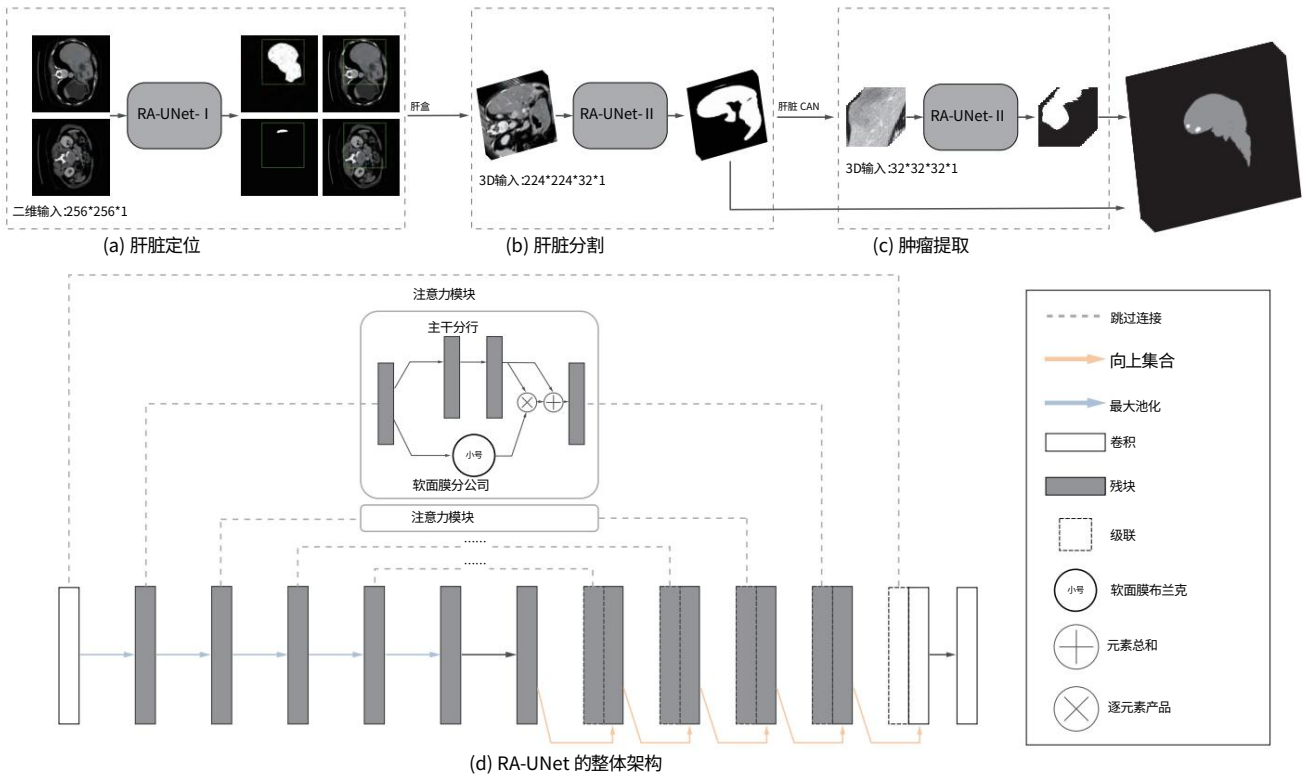 RA-UNet- I
二维输入:256*256*1
(a) 肝脏定位
肝盒
RA-UNet- II
3D输入:224*224*32*1
(b) 肝脏分割
肝脏 CAN
RA-UNet- II
3D输入:32*32*32*1
(c) 肿瘤提取
注意力模块
主干分行
小号
软面膜分公司
注意力模块
......
......
(d) RA-UNet 的整体架构
跳过连接
向上集合
最大池化
卷积
残块
级联
小号
软面膜布兰克
元素总和
逐元素产品